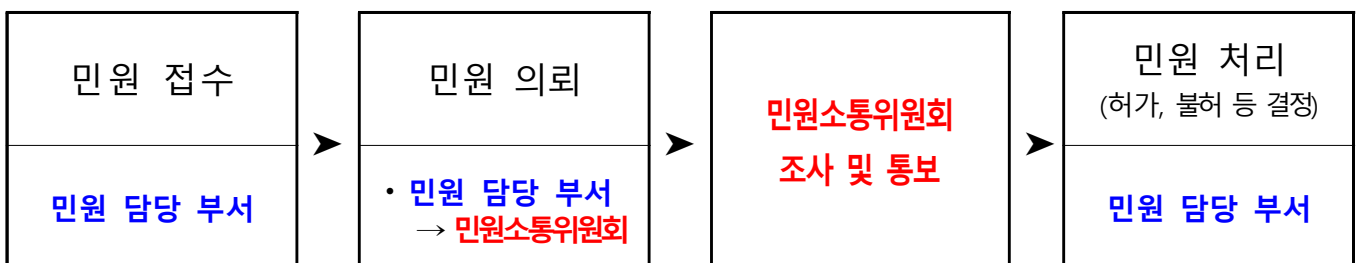 민원 접수
민원 담당 부서
➤
민원 의뢰
· 민원 담당 부서
→ 민원소통위원회
➤
민원소통위원회
조사 및 통보
➤
민원 처리
(허가, 불허 등 결정)
민원 담당 부서